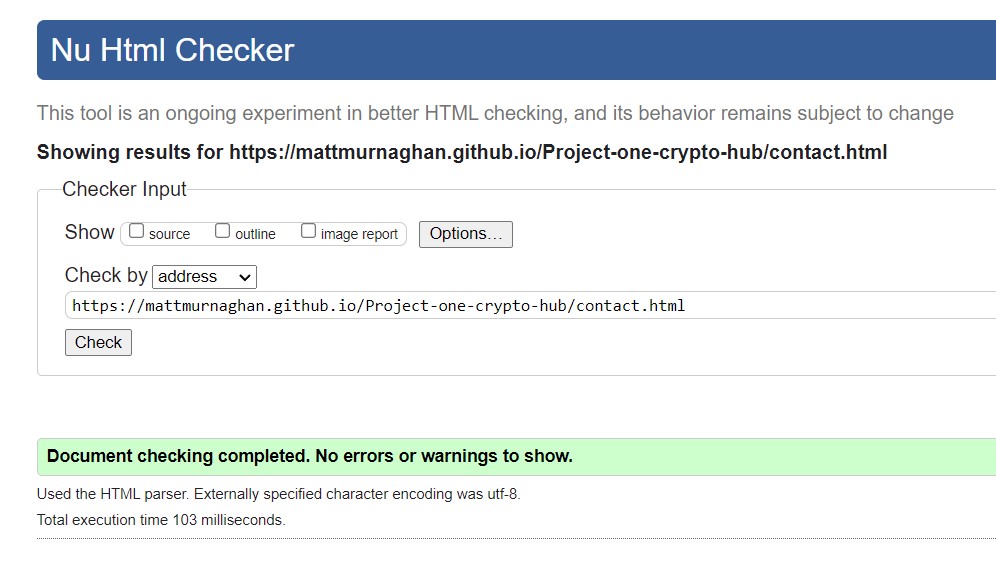 Nu Html Checker
This tool is an ongoing experiment in better HTML checking, and its behavior remains subject to change
Showing results for https://mattmurnaghan.github.io/Project-one-crypto-hub/contact.html
Checker Input
Show source outline image report Options...
Check by address
https://mattmurnaghan.github.io/Project-one-crypto-hub/contact.html
Check
Document checking completed. No errors or warnings to show.
Used the HTML parser. Externally specified character encoding was utf-8.
Total execution time 103 milliseconds.